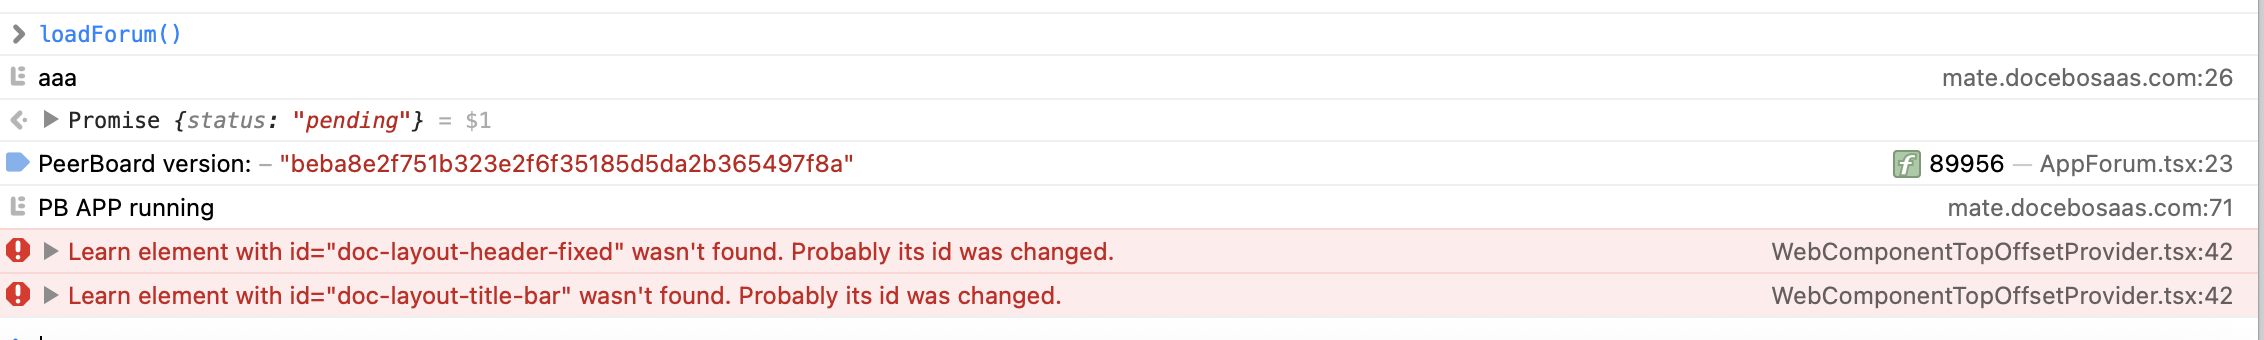 loadForum()
aaa mate.docebosaas.com:26
Promise {status: "pending"} = $1
PeerBoard version: – "beba8e2f751b323e2f6f35185d5da2b365497f8a" f 89956 — AppForum.tsx:23
PB APP running mate.docebosaas.com:71
Learn element with id="doc-layout-header-fixed" wasn't found. Probably its id was changed. WebComponentTopOffsetProvider.tsx:42
Learn element with id="doc-layout-title-bar" wasn't found. Probably its id was changed. WebComponentTopOffsetProvider.tsx:42